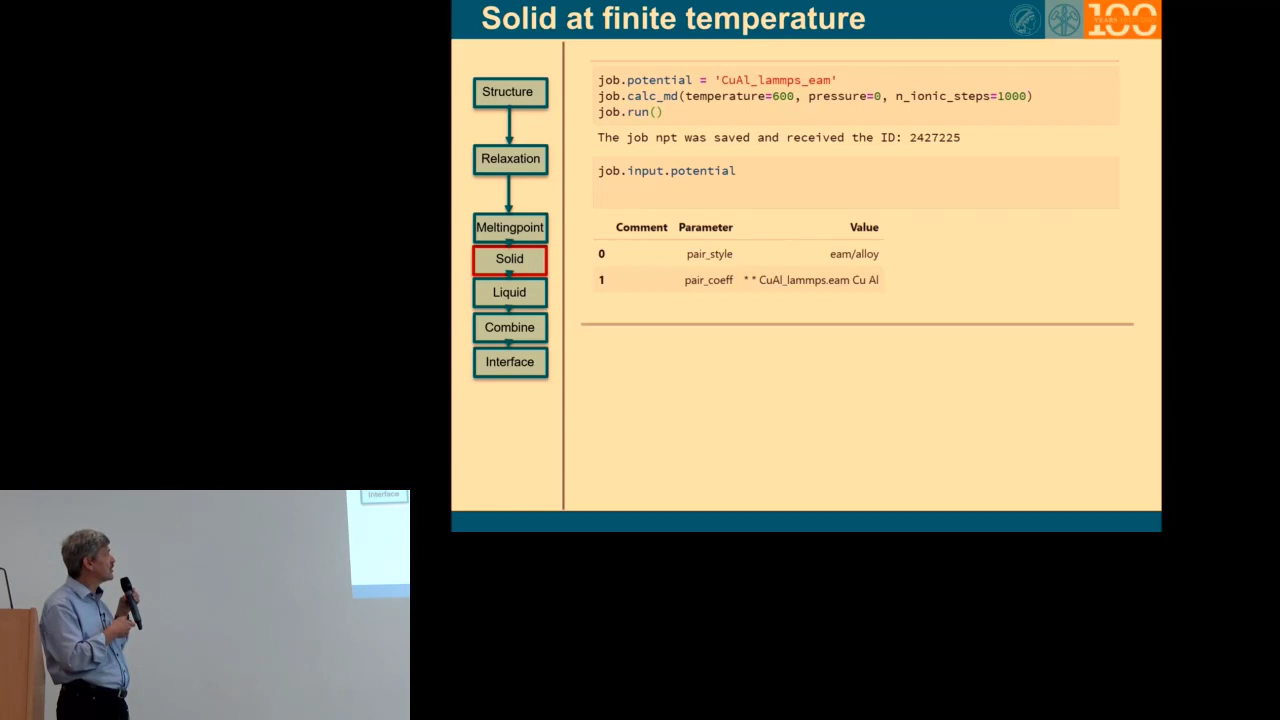 Solid at finite temperature
100
YEARS
Structure
Relaxation
Meltingpoint
Solid
Liquid
Combine
Interface
job.potential = 'CuAl_lammps_eam'
job.calc_md(temperature=600, pressure=0, n_ionic_steps=1000)
job.run()
The job npt was saved and received the ID: 2427225
job.input.potential
Comment Parameter Value
0 pair_style eam/alloy
1 pair_coeff * * CuAl_lammps.eam Cu Al
Interface